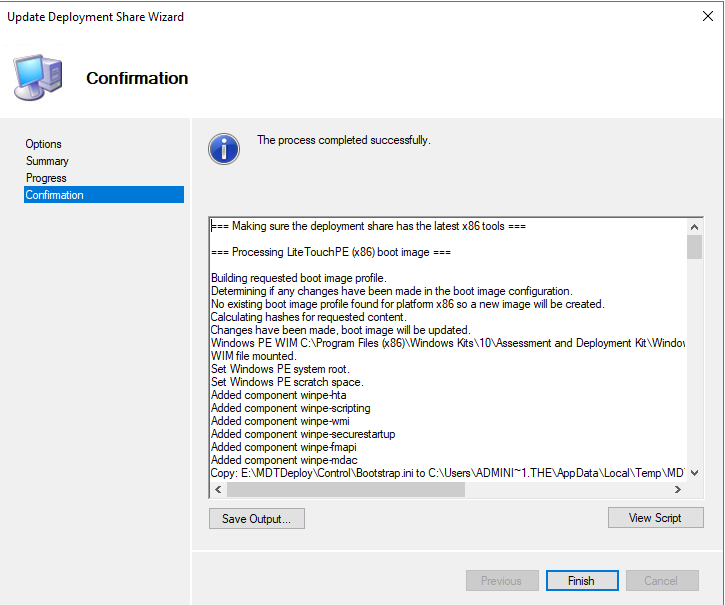 Update Deployment Share Wizard
Confirmation
Options
Summary
Progress
Confirmation
The process completed successfully.
=== Making sure the deployment share has the latest x86 tools ===
=== Processing LiteTouchPE (x86) boot image ===
Building requested boot image profile.
Determining if any changes have been made in the boot image configuration.
No existing boot image profile found for platform x86 so a new image will be created.
Calculating hashes for requested content.
Changes have been made, boot image will be updated.
Windows PE WIM C:\Program Files (x86)\Windows Kits\10\Assessment and Deployment Kit\Windov
WIM file mounted.
Set Windows PE system root.
Set Windows PE scratch space.
Added component winpe-hta
Added component winpe-scripting
Added component winpe-wmi
Added component winpe-securestartup
Added component winpe-fmapi
Added component winpe-mdac
Copy: E:\MDTDeploy\Control\Bootstrap.ini to C:\Users\ADMINI~1.THE\AppData\Local\Temp\MD
Save Output...
View Script
Previous
Finish
Cancel